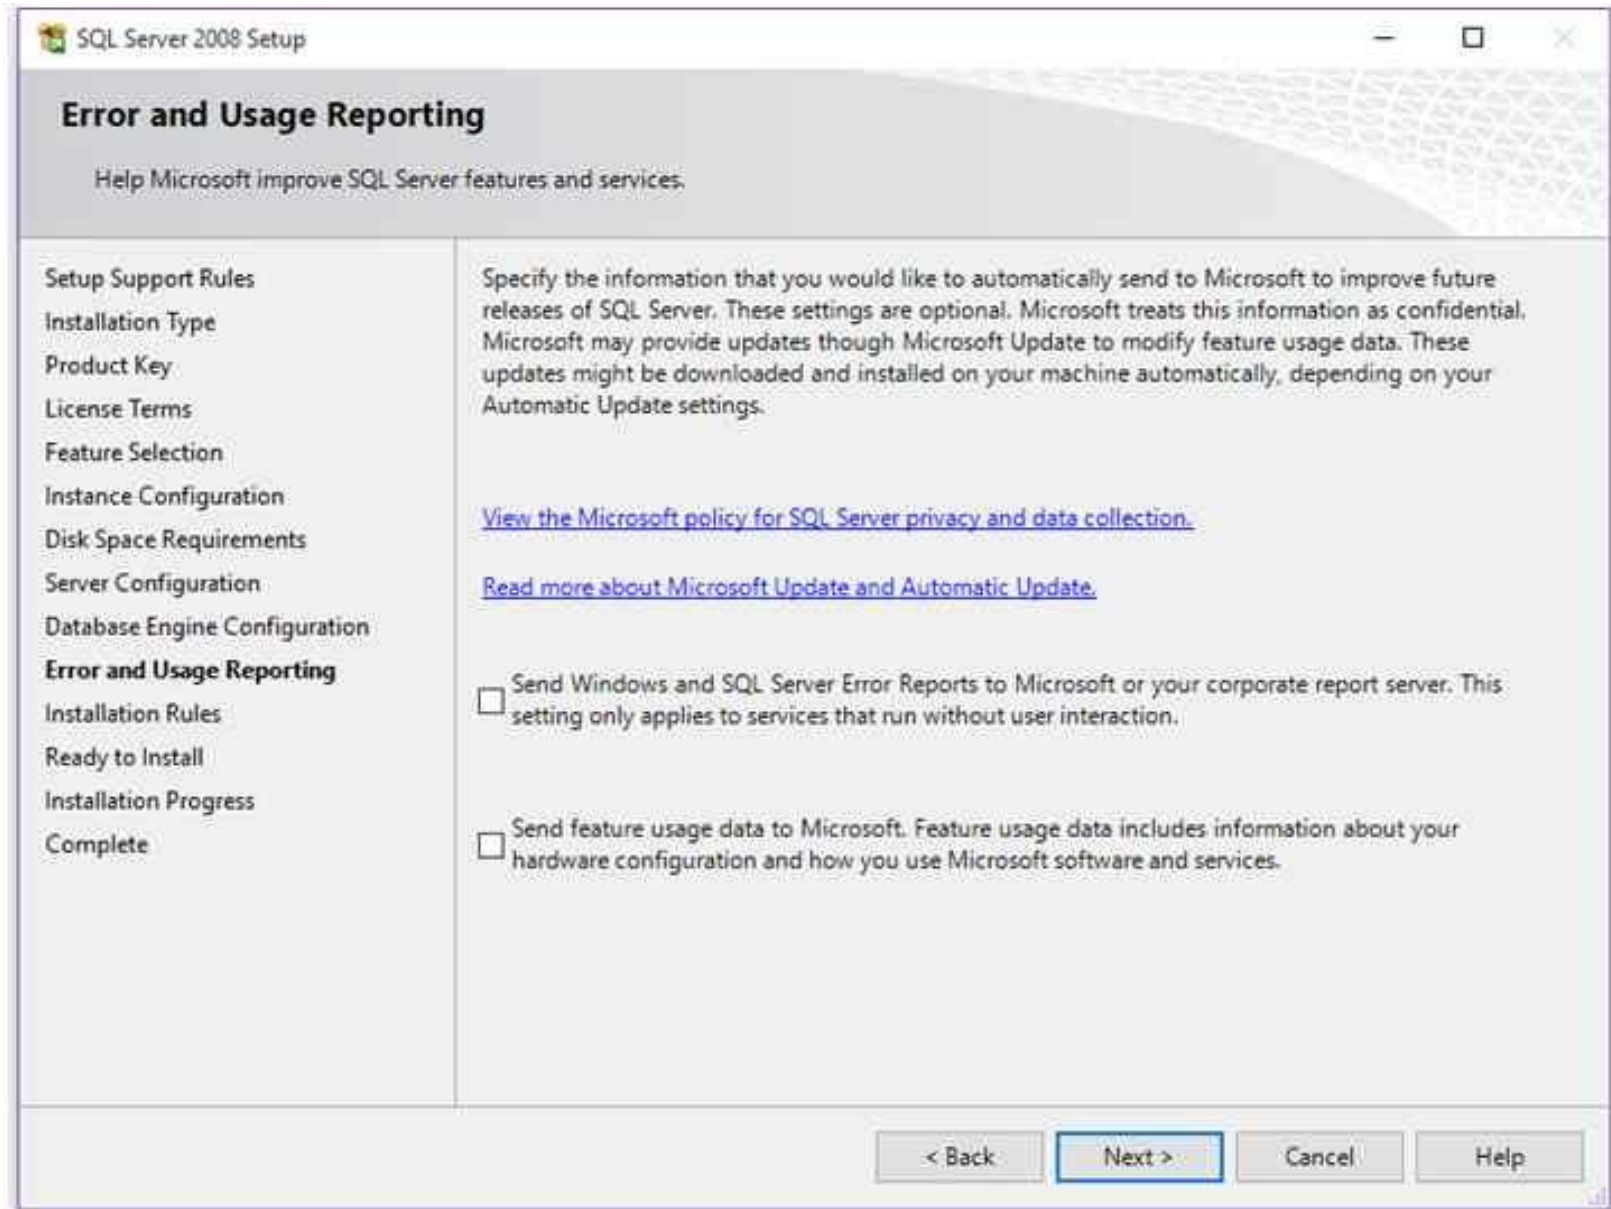 SQL Server 2008 Setup
Error and Usage Reporting
Help Microsoft improve SQL Server features and services.
Setup Support Rules
Installation Type
Product Key
License Terms
Feature Selection
Instance Configuration
Disk Space Requirements
Server Configuration
Database Engine Configuration
Error and Usage Reporting
Installation Rules
Ready to Install
Installation Progress
Complete
Specify the information that you would like to automatically send to Microsoft to improve future
releases of SQL Server. These settings are optional. Microsoft treats this information as confidential.
Microsoft may provide updates though Microsoft Update to modify feature usage data. These
updates might be downloaded and installed on your machine automatically, depending on your
Automatic Update settings.
View the Microsoft policy for SQL Server privacy and data collection.
Read more about Microsoft Update and Automatic Update.
Send Windows and SQL Server Error Reports to Microsoft or your corporate report server. This
setting only applies to services that run without user interaction.
Send feature usage data to Microsoft. Feature usage data includes information about your
hardware configuration and how you use Microsoft software and services.
< Back
Next >
Cancel
Help